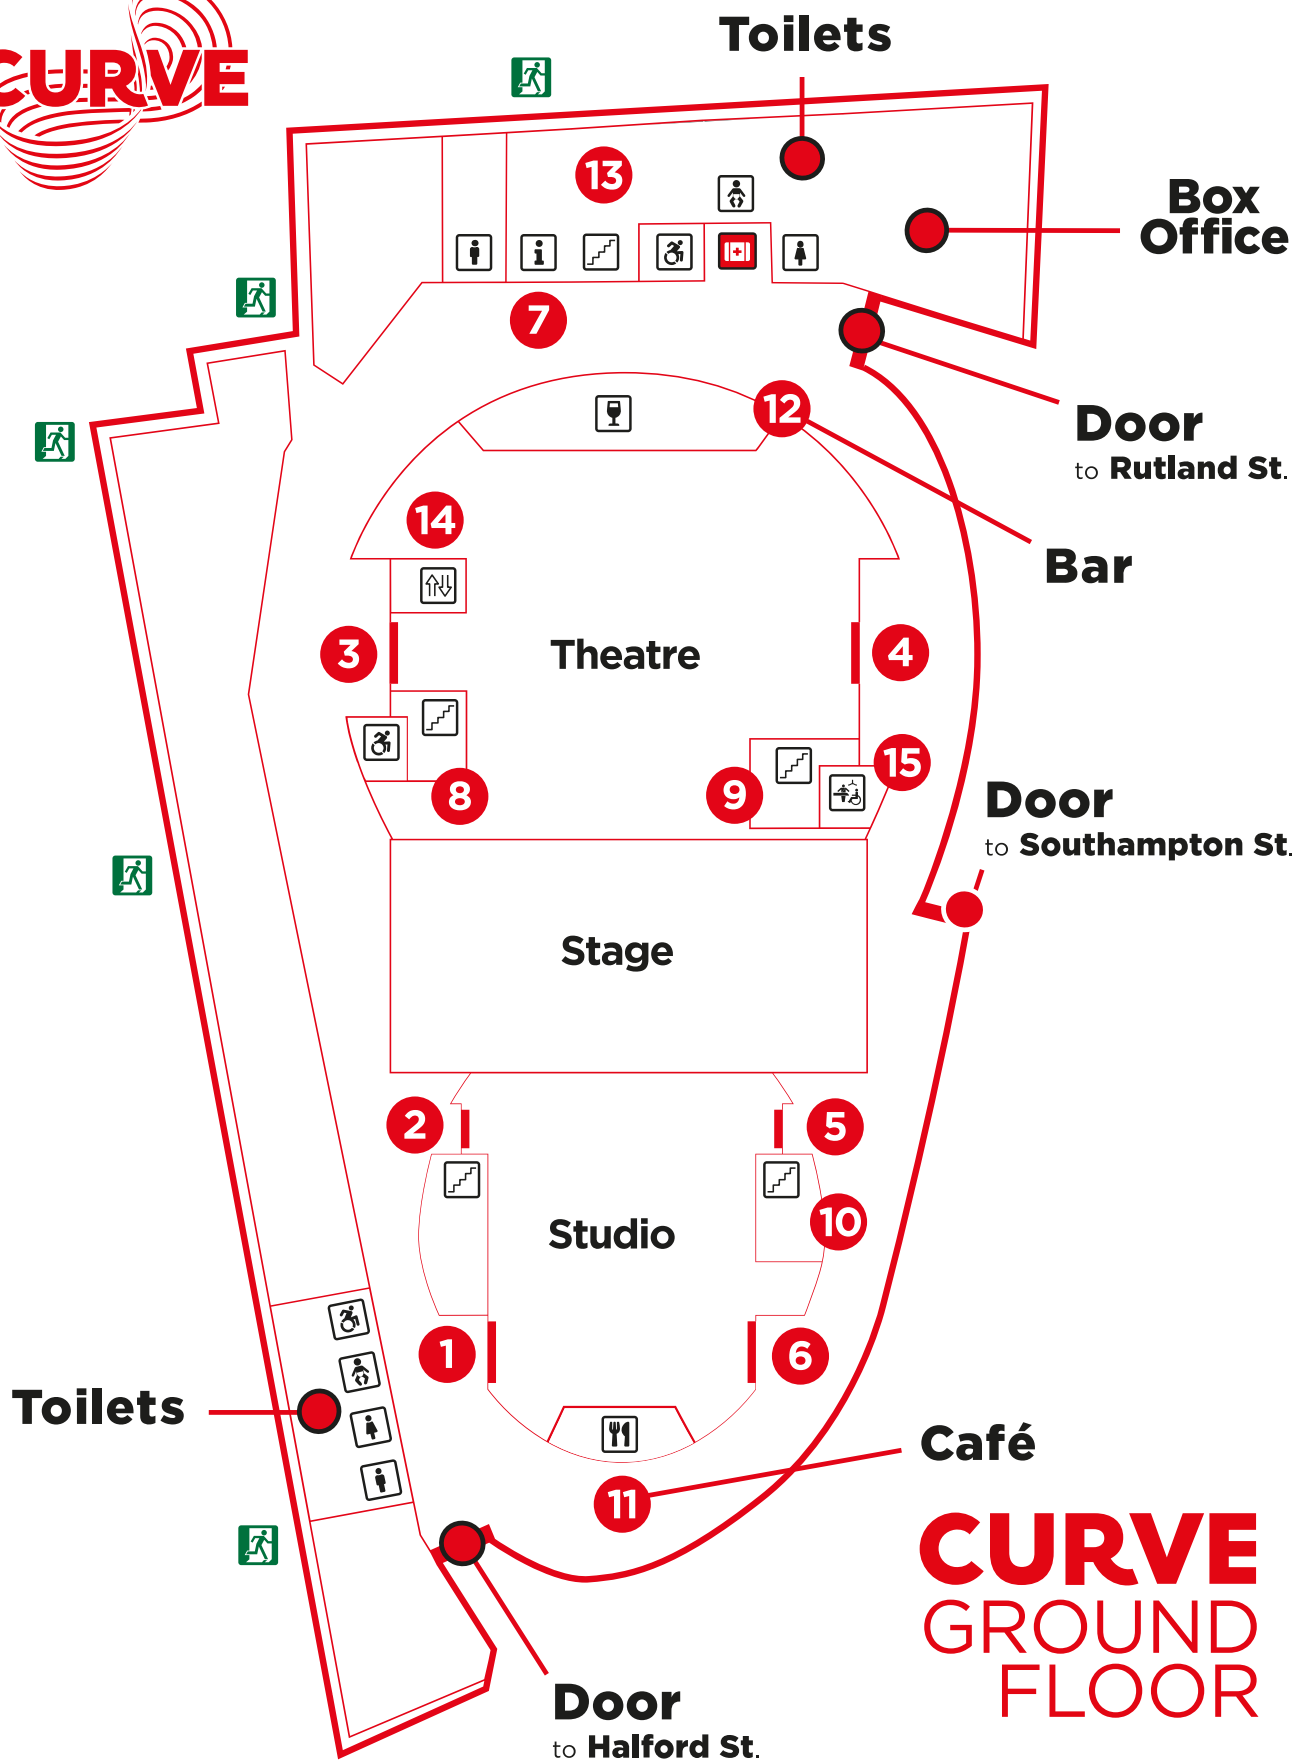 CURVE
Toilets
13
Box
Office
i
7
12
Door
to Rutland St.
14
Bar
3
Theatre
4
15
8
9
Door
to Southampton St.
Stage
2
5
10
Studio
1
6
Toilets
Café
11
CURVE
GROUND
FLOOR
Door
to Halford St.